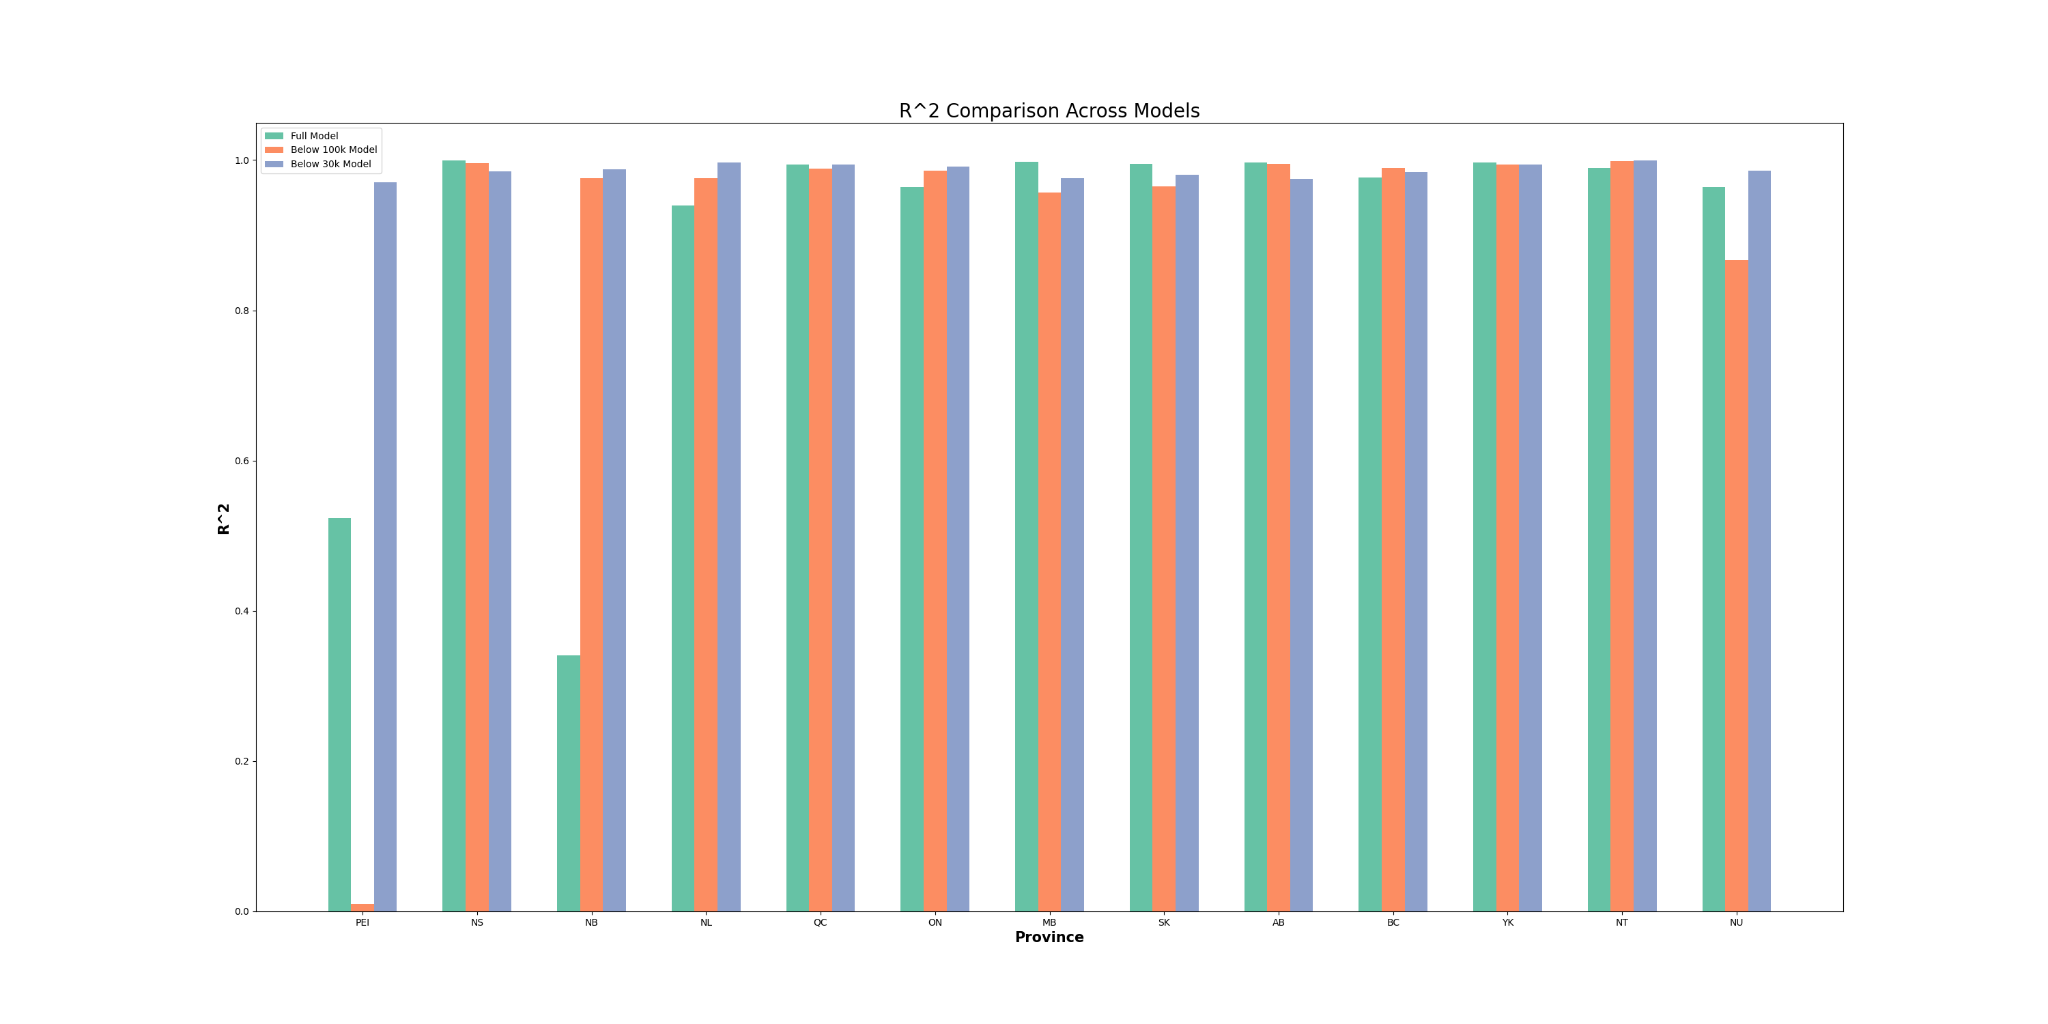 R^2 Comparison Across Models
Full Model
Below 100k Model
Below 30k Model
1.0
0.8
0.6
0.4
0.2
0.0
R^2
PEI NS NB NL QC ON MB SK AB BC YK NT NU
Province